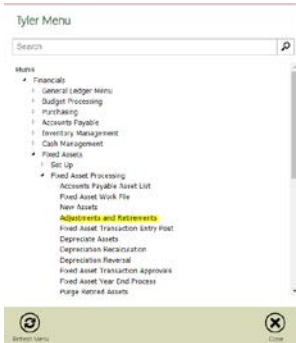 Tyler Menu
Search
Munis
Financials
General Ledger Menu
Budget Processing
Purchasing
Accounts Payable
Inventory Management
Cash Management
Fixed Assets
Set Up
Fixed Asset Processing
Accounts Payable Asset List
Fixed Asset Work File
New Assets
Adjustments and Retirements
Fixed Asset Transaction Entry Post
Depreciate Assets
Depreciation Recalculation
Depreciation Reversal
Fixed Asset Transaction Approvals
Fixed Asset Year End Process
Purge Retired Assets
Refresh Menu
Close